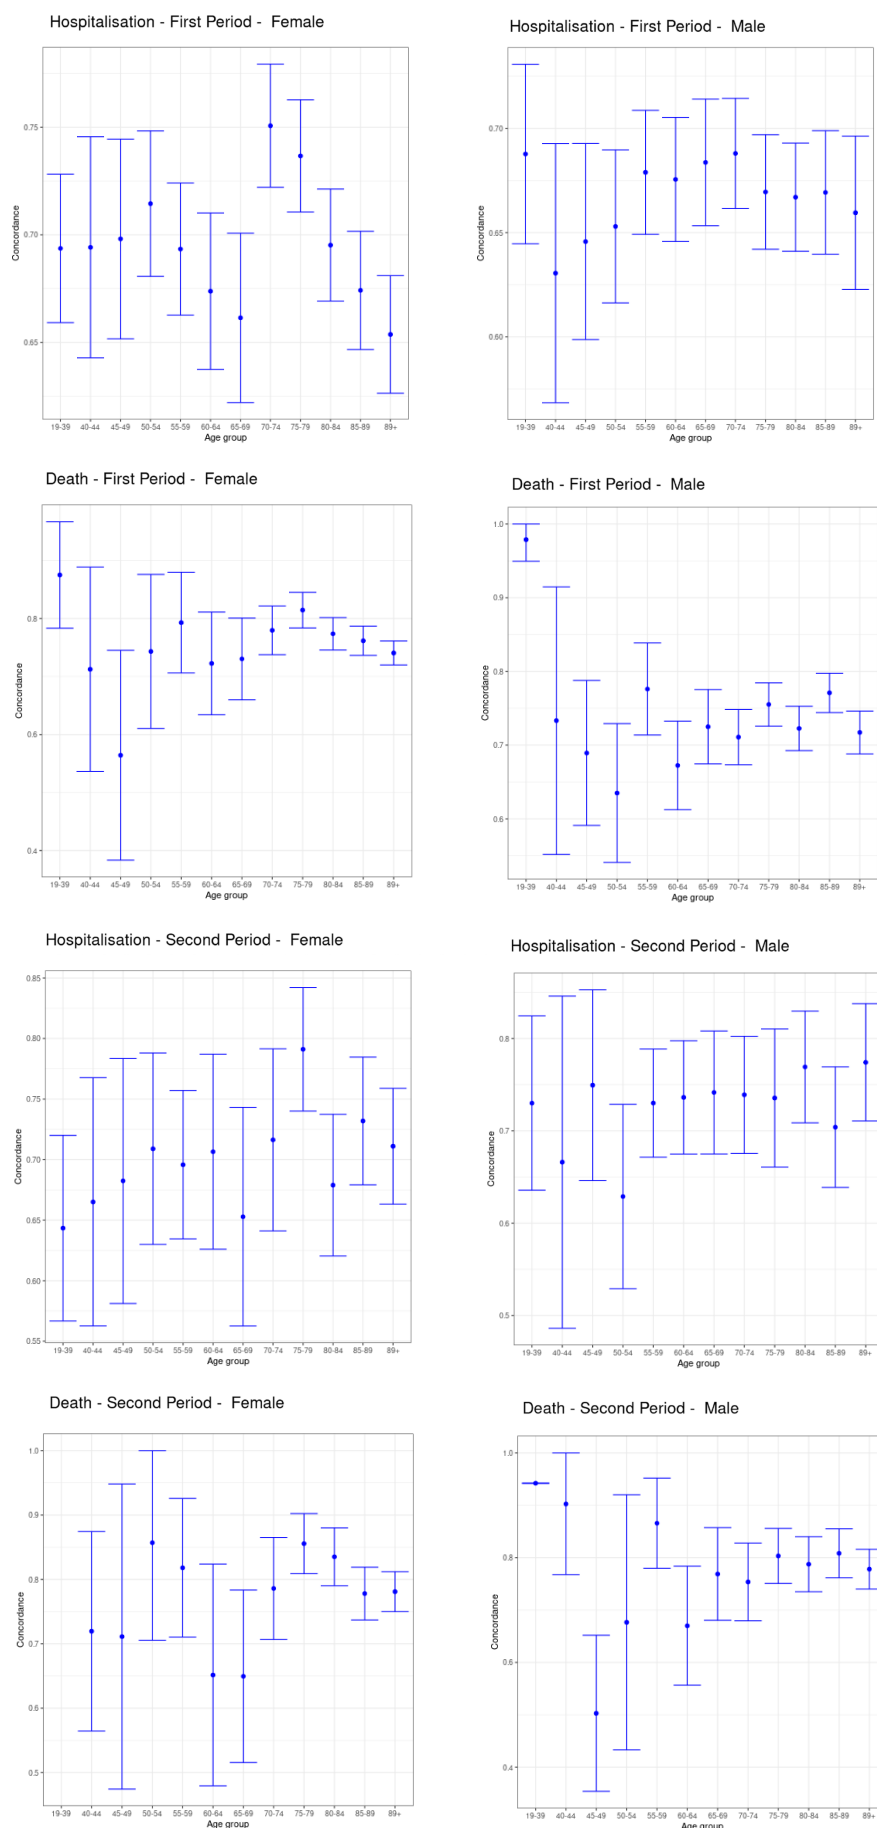 Hospitalisation - First Period - Female
0.75
0.70
0.65
Concordance
19-39 40-44 45-49 50-54 55-59 60-64 65-69 70-74 75-79 80-84 85-89 89+
Age group
Hospitalisation - First Period - Male
0.70
0.65
0.60
Concordance
19-39 40-44 45-49 50-54 55-59 60-64 65-69 70-74 75-79 80-84 85-89 89+
Age group
Death - First Period - Female
0.8
0.6
0.4
Concordance
19-39 40-44 45-49 50-54 55-59 60-64 65-69 70-74 75-79 80-84 85-89 89+
Age group
Death - First Period - Male
1.0
0.9
0.8
0.7
0.6
Concordance
19-39 40-44 45-49 50-54 55-59 60-64 65-69 70-74 75-79 80-84 85-89 89+
Age group
Hospitalisation - Second Period - Female
0.85
0.80
0.75
0.70
0.65
0.60
0.55
Concordance
19-39 40-44 45-49 50-54 55-59 60-64 65-69 70-74 75-79 80-84 85-89 89+
Age group
Hospitalisation - Second Period - Male
0.8
0.7
0.6
0.5
Concordance
19-39 40-44 45-49 50-54 55-59 60-64 65-69 70-74 75-79 80-84 85-89 89+
Age group
Death - Second Period - Female
1.0
0.9
0.8
0.7
0.6
0.5
Concordance
19-39 40-44 45-49 50-54 55-59 60-64 65-69 70-74 75-79 80-84 85-89 89+
Age group
Death - Second Period - Male
1.0
0.8
0.6
0.4
Concordance
19-39 40-44 45-49 50-54 55-59 60-64 65-69 70-74 75-79 80-84 85-89 89+
Age group